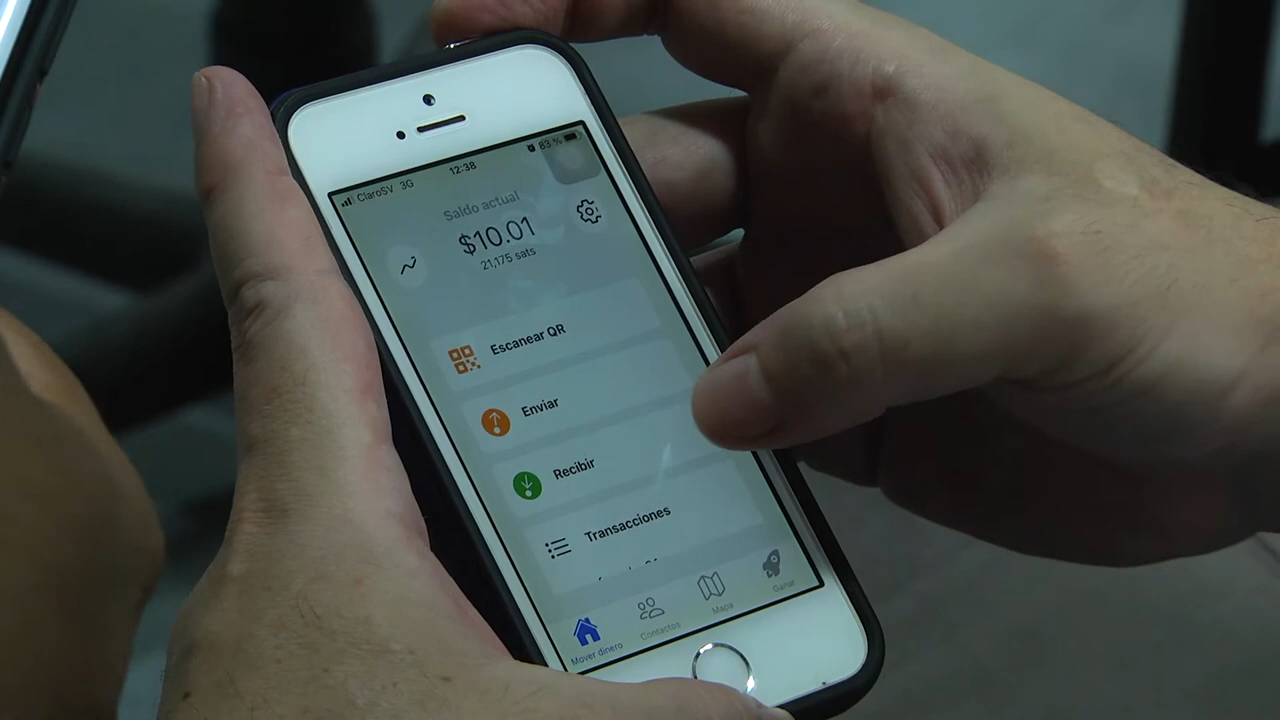 ClaroSV 3G 12:38 83 %
Saldo actual
$10.01
21,175 sats
Escanear QR
Enviar
Recibir
Transacciones
Mover dinero Contactos Mapa Ganar